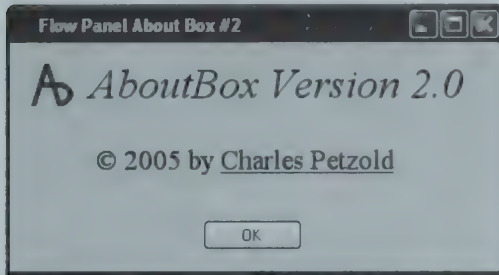 Flow Panel About Box #2
AboutBox Version 2.0
© 2005 by Charles Petzold
OK